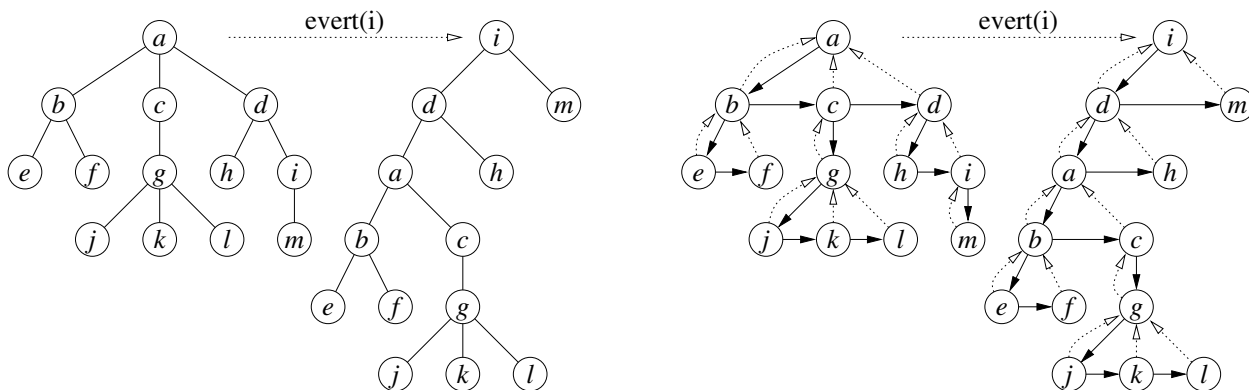 evert(i) evert(i)
a i a i
b c d d m b c d d m
e f g h i a h e f g h i a h
j k l m b c j k l m b c
e f g e f g
j k l j k l